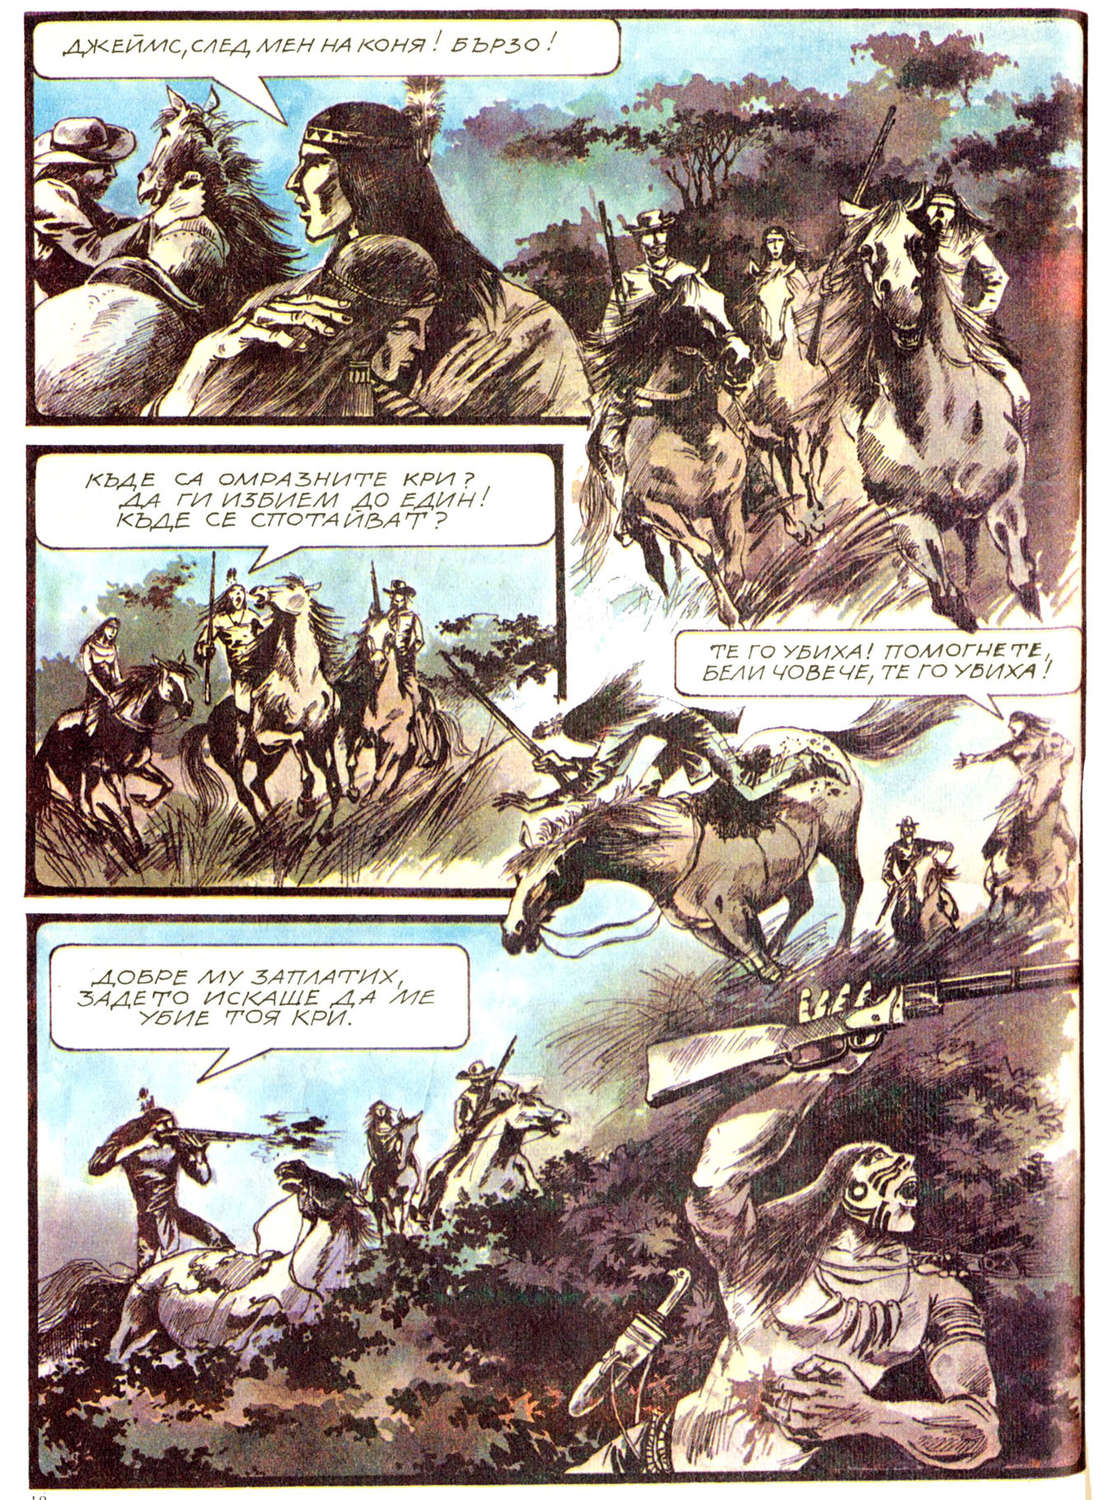 ДЖЕЙМС, СЛЕД МЕН НА КОНЯ! БЪРЗО!
КЪДЕ СА ОМРАЗНИТЕ КРИ?
ДА ГИ ИЗБИЕМ ДО ЕДИН!
КЪДЕ СЕ СПОТАЙВАТ?
ТЕ ГО УБИХА! ПОМОГНЕТЕ,
БЕЛИ ЧОВЕЧЕ, ТЕ ГО УБИХА!
ДОБРЕ МУ ЗАПЛАТИХ,
ЗАДЕТО ИСКАШЕ ДА МЕ
УБИЕ ТОЯ КРИ.